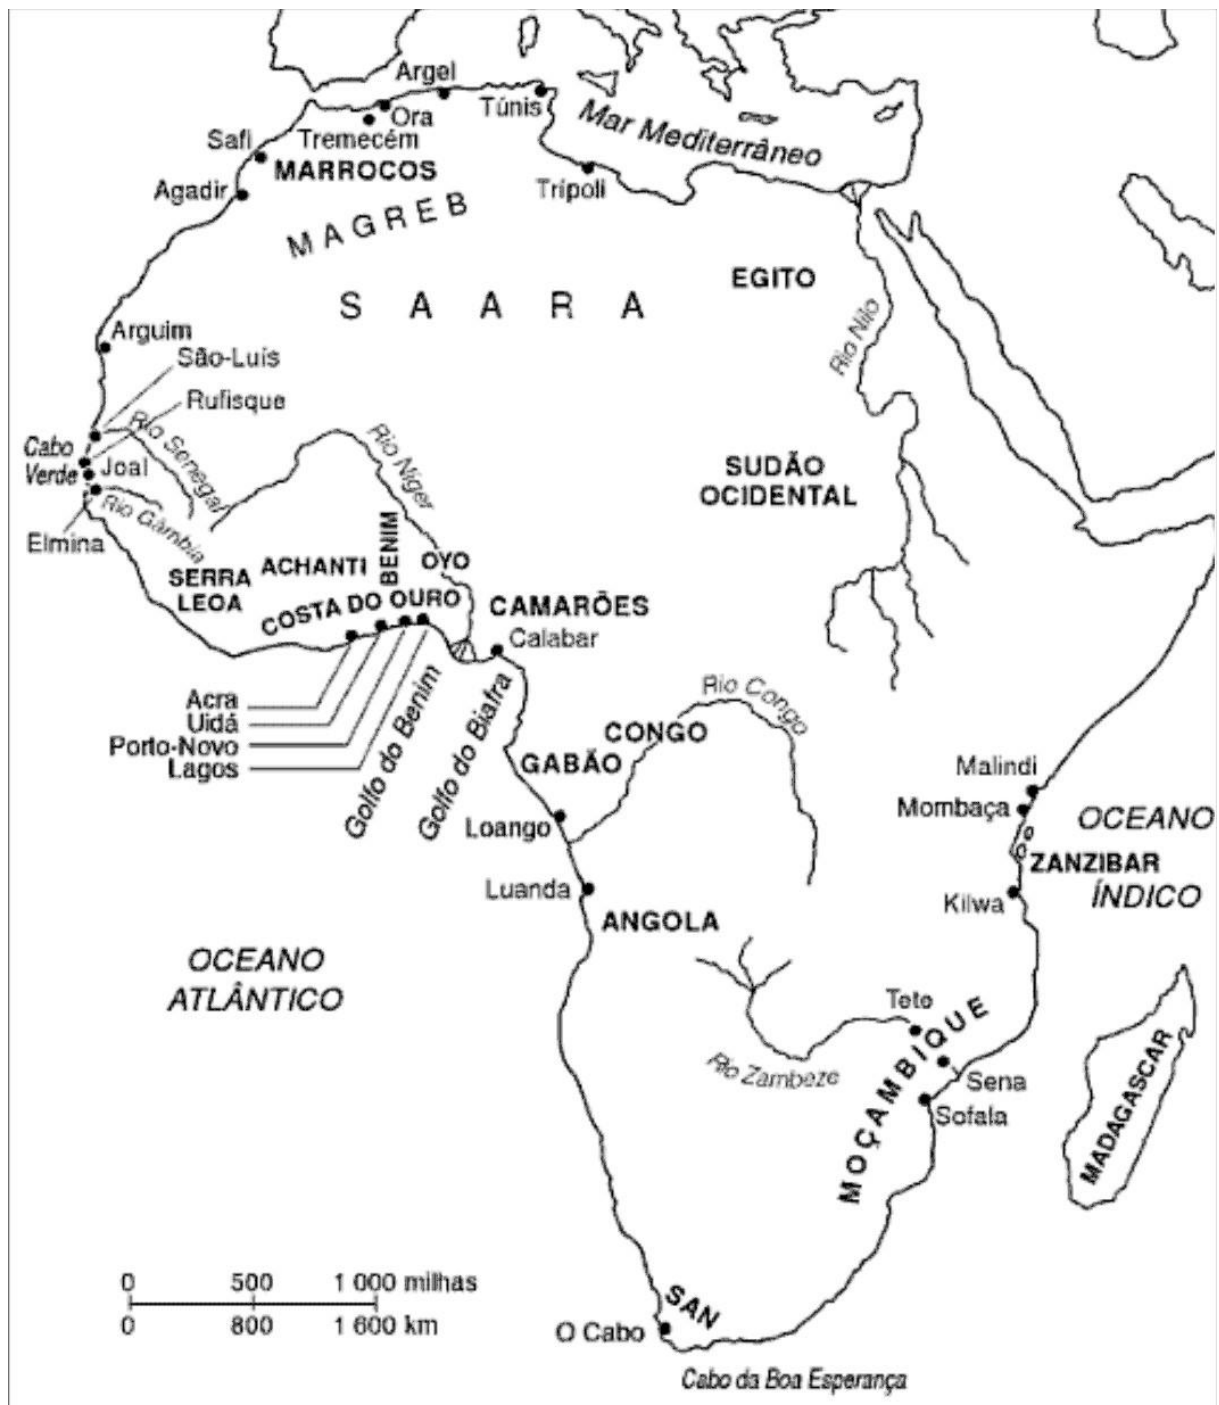 Argel
Ora
Túnis
Mar Mediterrâneo
Safi
Tremecém
MARROCOS
Agadir
Trípoli
MAGREB
EGITO
SAARA
Rio Nilo
Arguim
São-Luís
Rufisque
Rio Senegal
Rio Níger
Cabo
Verde
Joal
SUDÃO
OCIDENTAL
Rio Gâmbia
Elmina
BENIM
ACHANTI
OYO
SERRA
LEOA
COSTA DO OURO
CAMARÕES
Calabar
Acra
Uidá
Porto-Novo
Lagos
Golfo do Benim
Golfo do Biafra
Rio Congo
CONGO
GABÃO
Malindi
Mombaça
OCEANO
ÍNDICO
Loango
ZANZIBAR
Luanda
Kilwa
ANGOLA
OCEANO
ATLÂNTICO
Tete
MOÇAMBIQUE
Rio Zambeze
Sena
Sofala
MADAGASCAR
0 500 1 000 milhas
0 800 1 600 km
SAN
O Cabo
Cabo da Boa Esperança